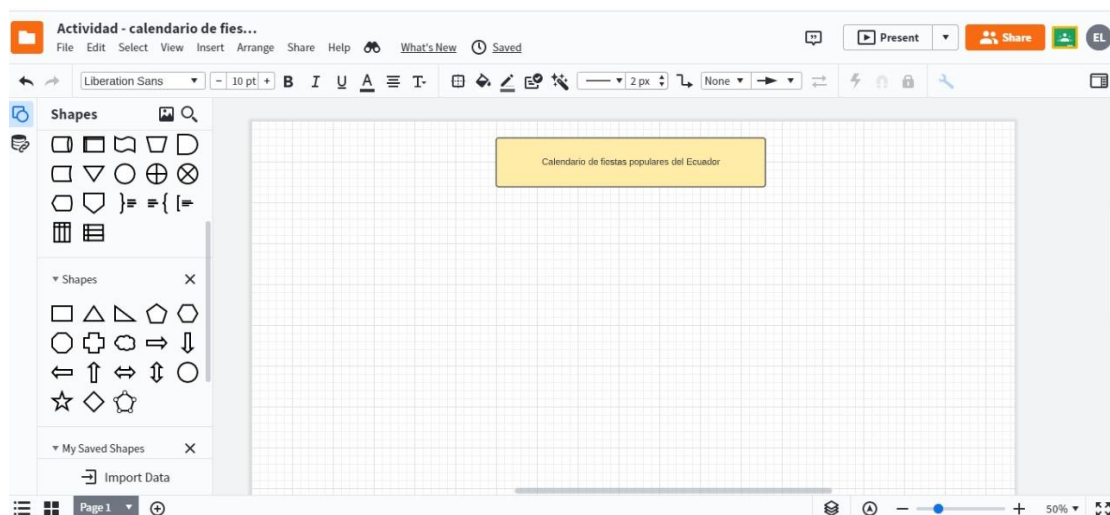 Actividad - calendario de fies...
File Edit Select View Insert Arrange Share Help What's New Saved
Present
Share
EL
Liberation Sans
- 10 pt +
B I U A T
2 px
None
Shapes
Shapes
My Saved Shapes
Import Data
Calendario de fiestas populares del Ecuador
Page 1
50%